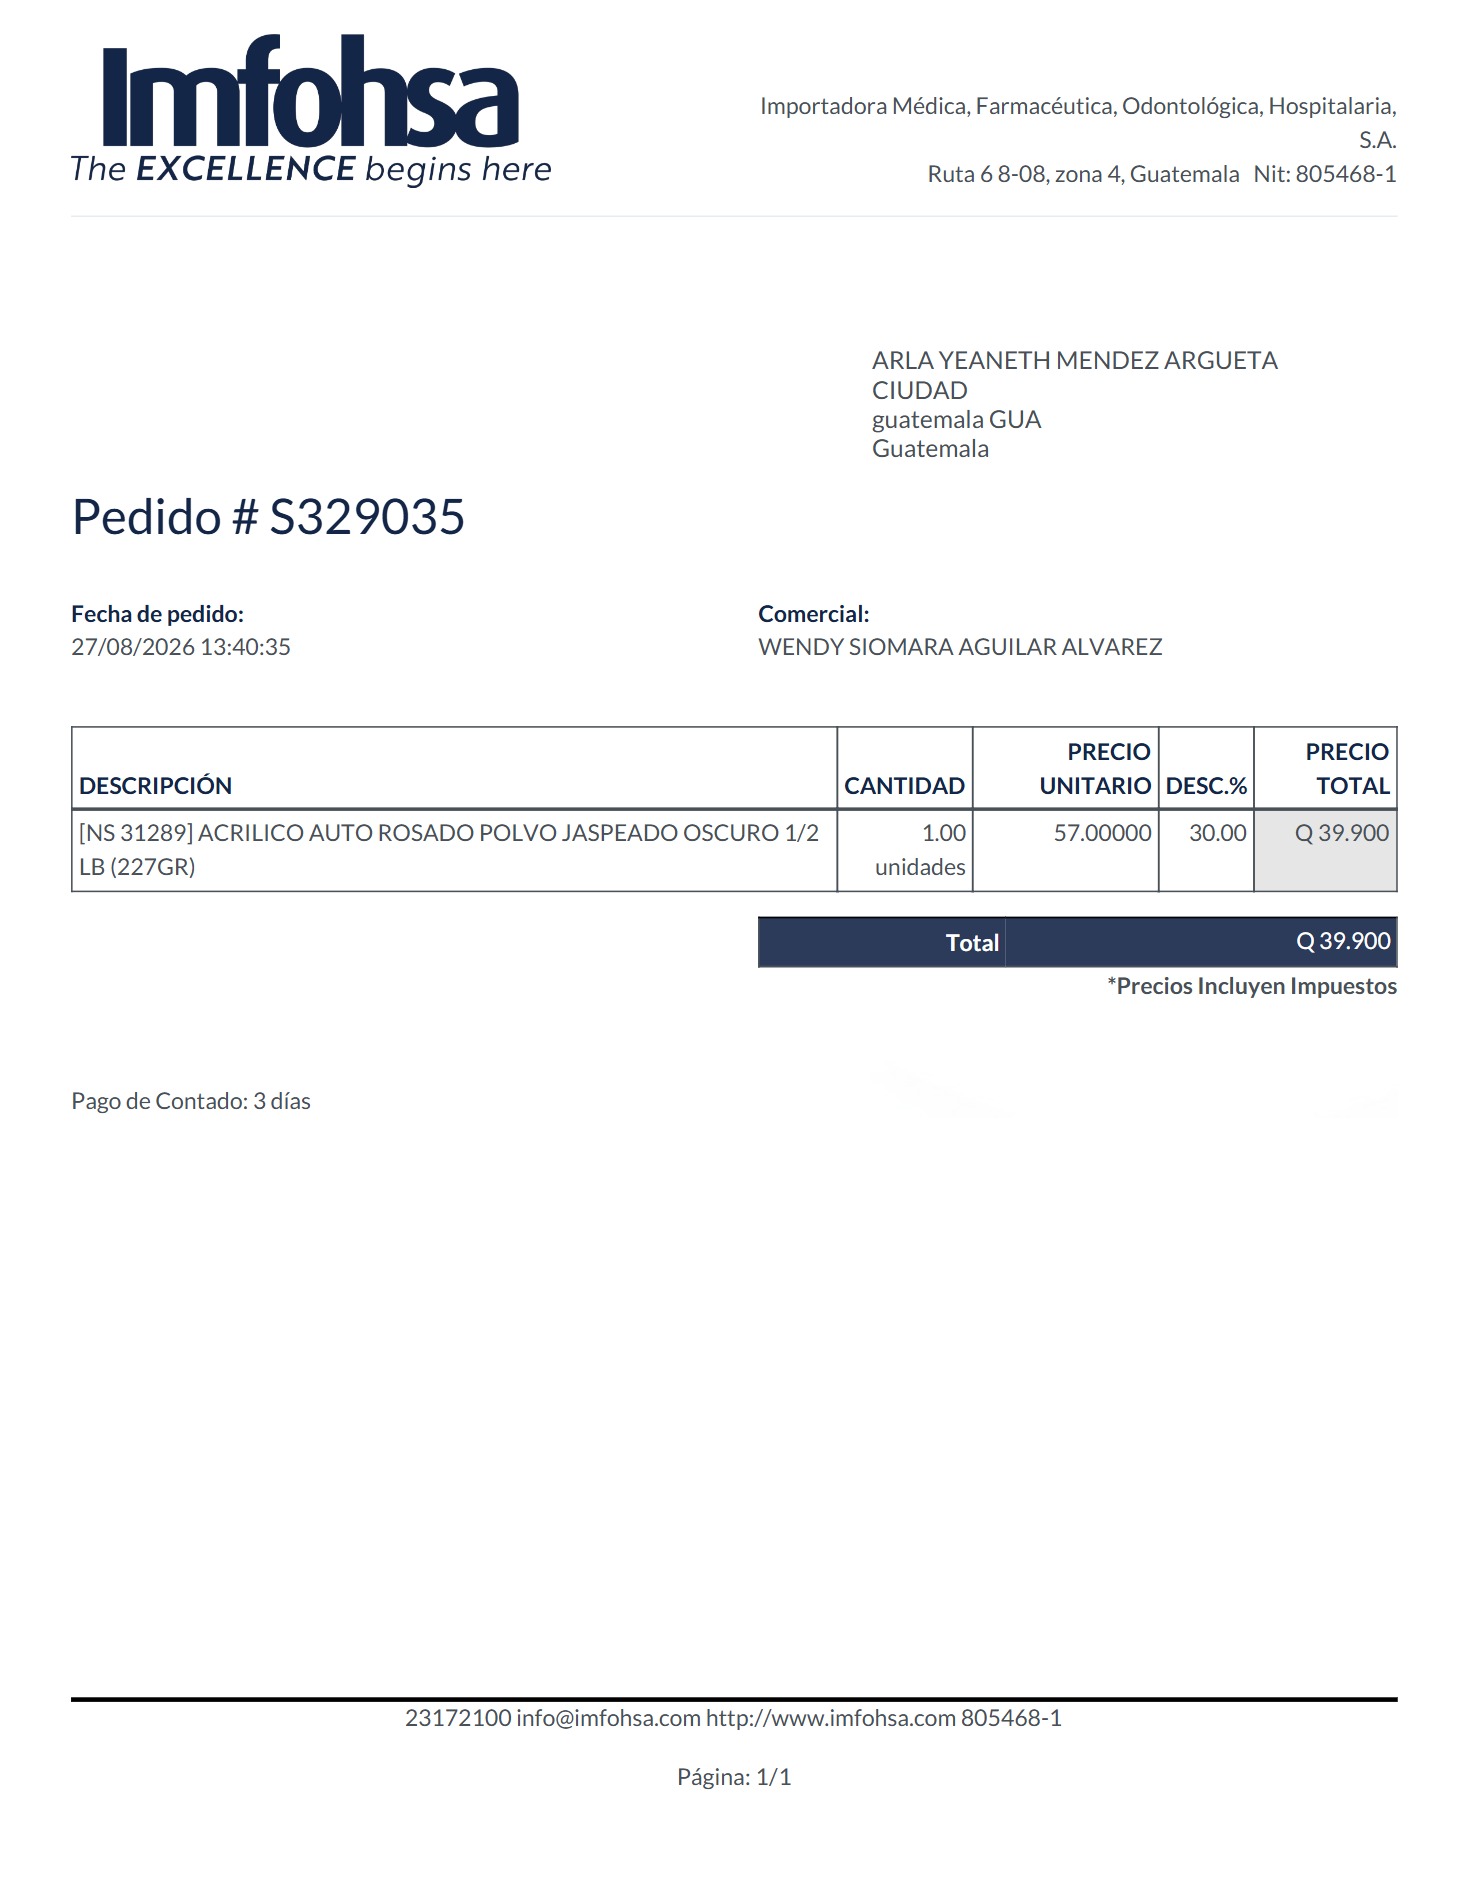 Imfohsa
The EXCELLENCE begins here
Importadora Médica, Farmacéutica, Odontológica, Hospitalaria,
S.A.
Ruta 6 8-08, zona 4, Guatemala   Nit: 805468-1
ARLA YEANETH MENDEZ ARGUETA
CIUDAD
guatemala GUA
Guatemala
Pedido # S329035
Fecha de pedido:
27/08/2026 13:40:35
Comercial:
WENDY SIOMARA AGUILAR ALVAREZ
DESCRIPCIÓN CANTIDAD PRECIO UNITARIO DESC.% PRECIO TOTAL
[NS 31289] ACRILICO AUTO ROSADO POLVO JASPEADO OSCURO 1/2 1.00 57.00000 30.00 Q 39.900
LB (227GR) unidades
Total Q 39.900
*Precios Incluyen Impuestos
Pago de Contado: 3 días
23172100 info@imfohsa.com http://www.imfohsa.com 805468-1
Página: 1/1